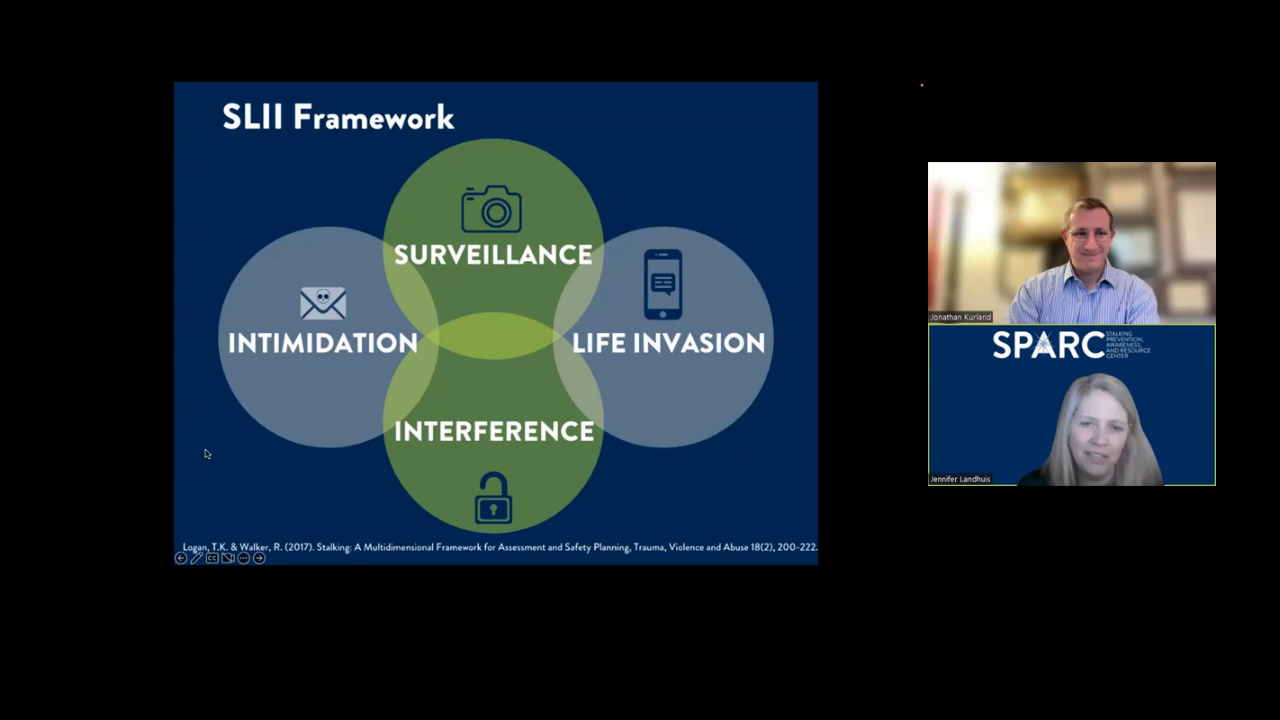 SLII Framework
SURVEILLANCE
INTIMIDATION
LIFE INVASION
INTERFERENCE
Logan, T.K. & Walker, R. (2017). Stalking: A Multidimensional Framework for Assessment and Safety Planning, Trauma, Violence and Abuse 18(2), 200-222.
CC
Jonathan Kurland
SPARC
STALKING
PREVENTION,
AWARENESS,
AND RESOURCE
CENTER
Jennifer Landhuis